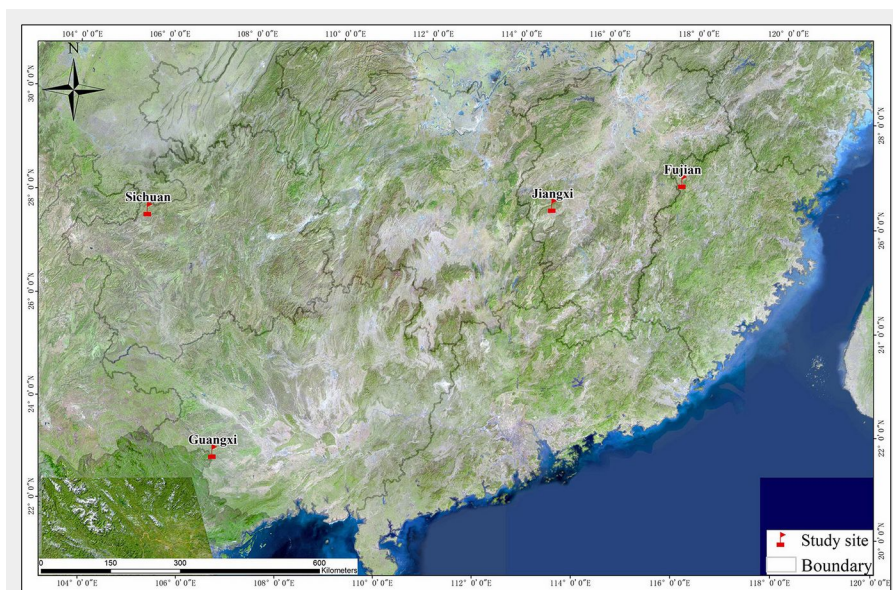 104° 0′0″E 106° 0′0″E 108° 0′0″E 110° 0′0″E 112° 0′0″E 114° 0′0″E 116° 0′0″E 118° 0′0″E 120° 0′0″E
N
30° 0′0″N
28° 0′0″N
26° 0′0″N
24° 0′0″N
22° 0′0″N
28° 0′0″N
26° 0′0″N
24° 0′0″N
22° 0′0″N
20° 0′0″N
Fujian
Sichuan
Jiangxi
Guangxi
Study site
Boundary
0 150 300 600
Kilometers
104° 0′0″E 106° 0′0″E 108° 0′0″E 110° 0′0″E 112° 0′0″E 114° 0′0″E 116° 0′0″E 118° 0′0″E